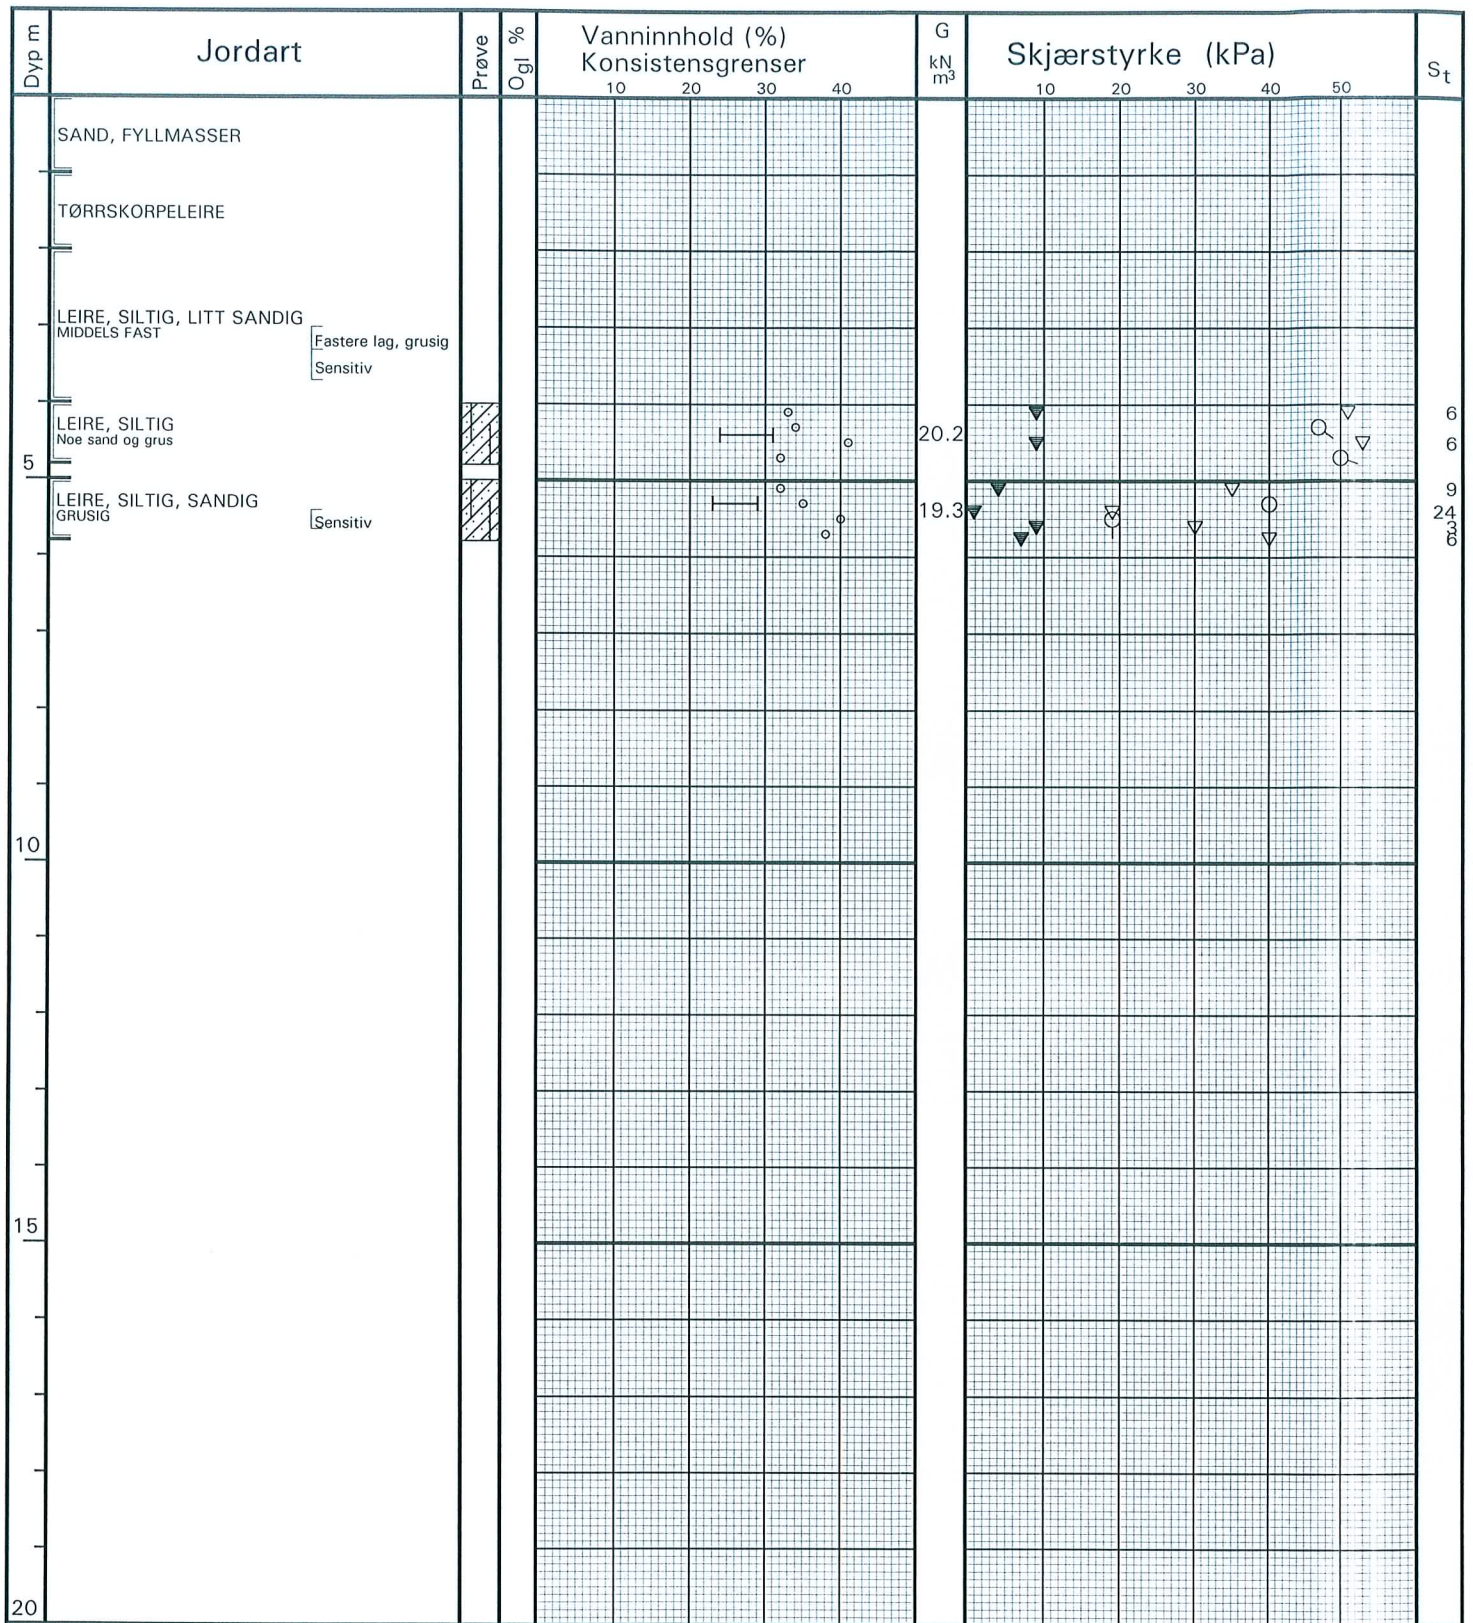 Dyp m
Jordart
Prøve
Ogl %
Vanninnhold (%)
Konsistensgrenser
10 20 30 40
G
kN
m³
Skjærstyrke (kPa)
10 20 30 40 50
St
SAND, FYLLMASSER
TØRRSKORPELEIRE
LEIRE, SILTIG, LITT SANDIG
MIDDELS FAST
Fastere lag, grusig
Sensitiv
LEIRE, SILTIG
Noe sand og grus
20.2
6
6
5
LEIRE, SILTIG, SANDIG
GRUSIG
Sensitiv
19.3
9
24
3
6
10
15
20